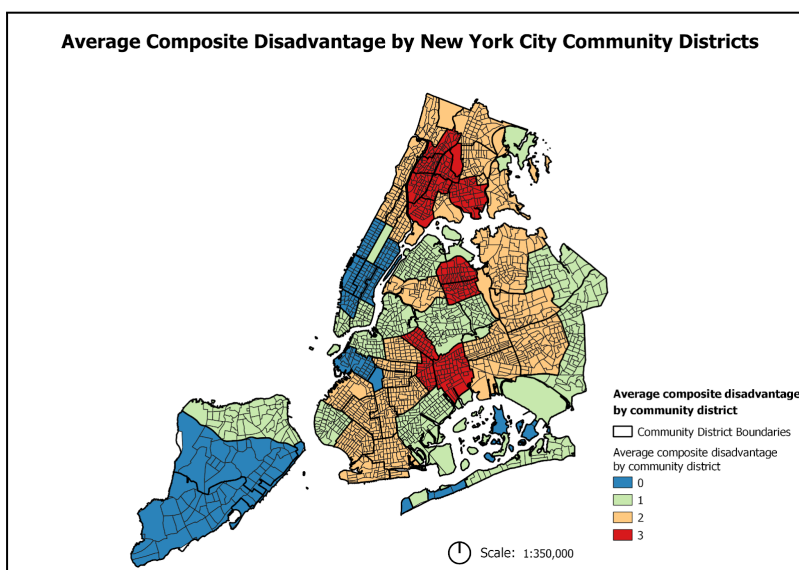 Average Composite Disadvantage by New York City Community Districts
Average composite disadvantage
by community district
Community District Boundaries
Average composite disadvantage
by community district
0
1
2
3
Scale: 1:350,000